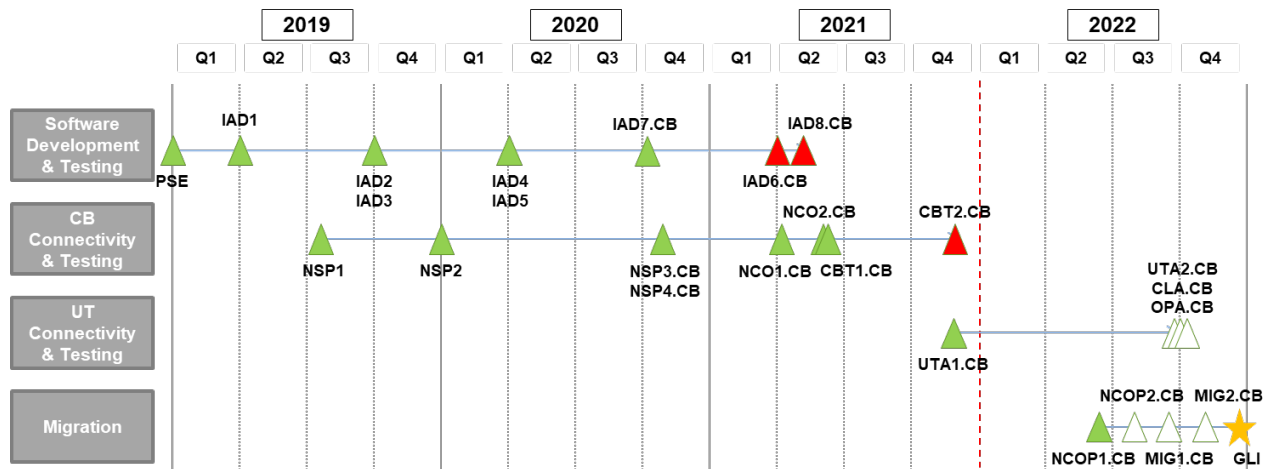 2019
2020
2021
2022
Q1 Q2 Q3 Q4 Q1 Q2 Q3 Q4 Q1 Q2 Q3 Q4 Q1 Q2 Q3 Q4
Software
Development
& Testing
IAD1
IAD7.CB
IAD8.CB
PSE
IAD2
IAD3
IAD4
IAD5
IAD6.CB
CB
Connectivity
& Testing
NCO2.CB
CBT2.CB
NSP1
NSP2
NSP3.CB
NSP4.CB
NCO1.CB
CBT1.CB
UT
Connectivity
& Testing
UTA2.CB
CLA.CB
OPA.CB
UTA1.CB
Migration
NCOP2.CB
MIG2.CB
NCOP1.CB
MIG1.CB
GLI